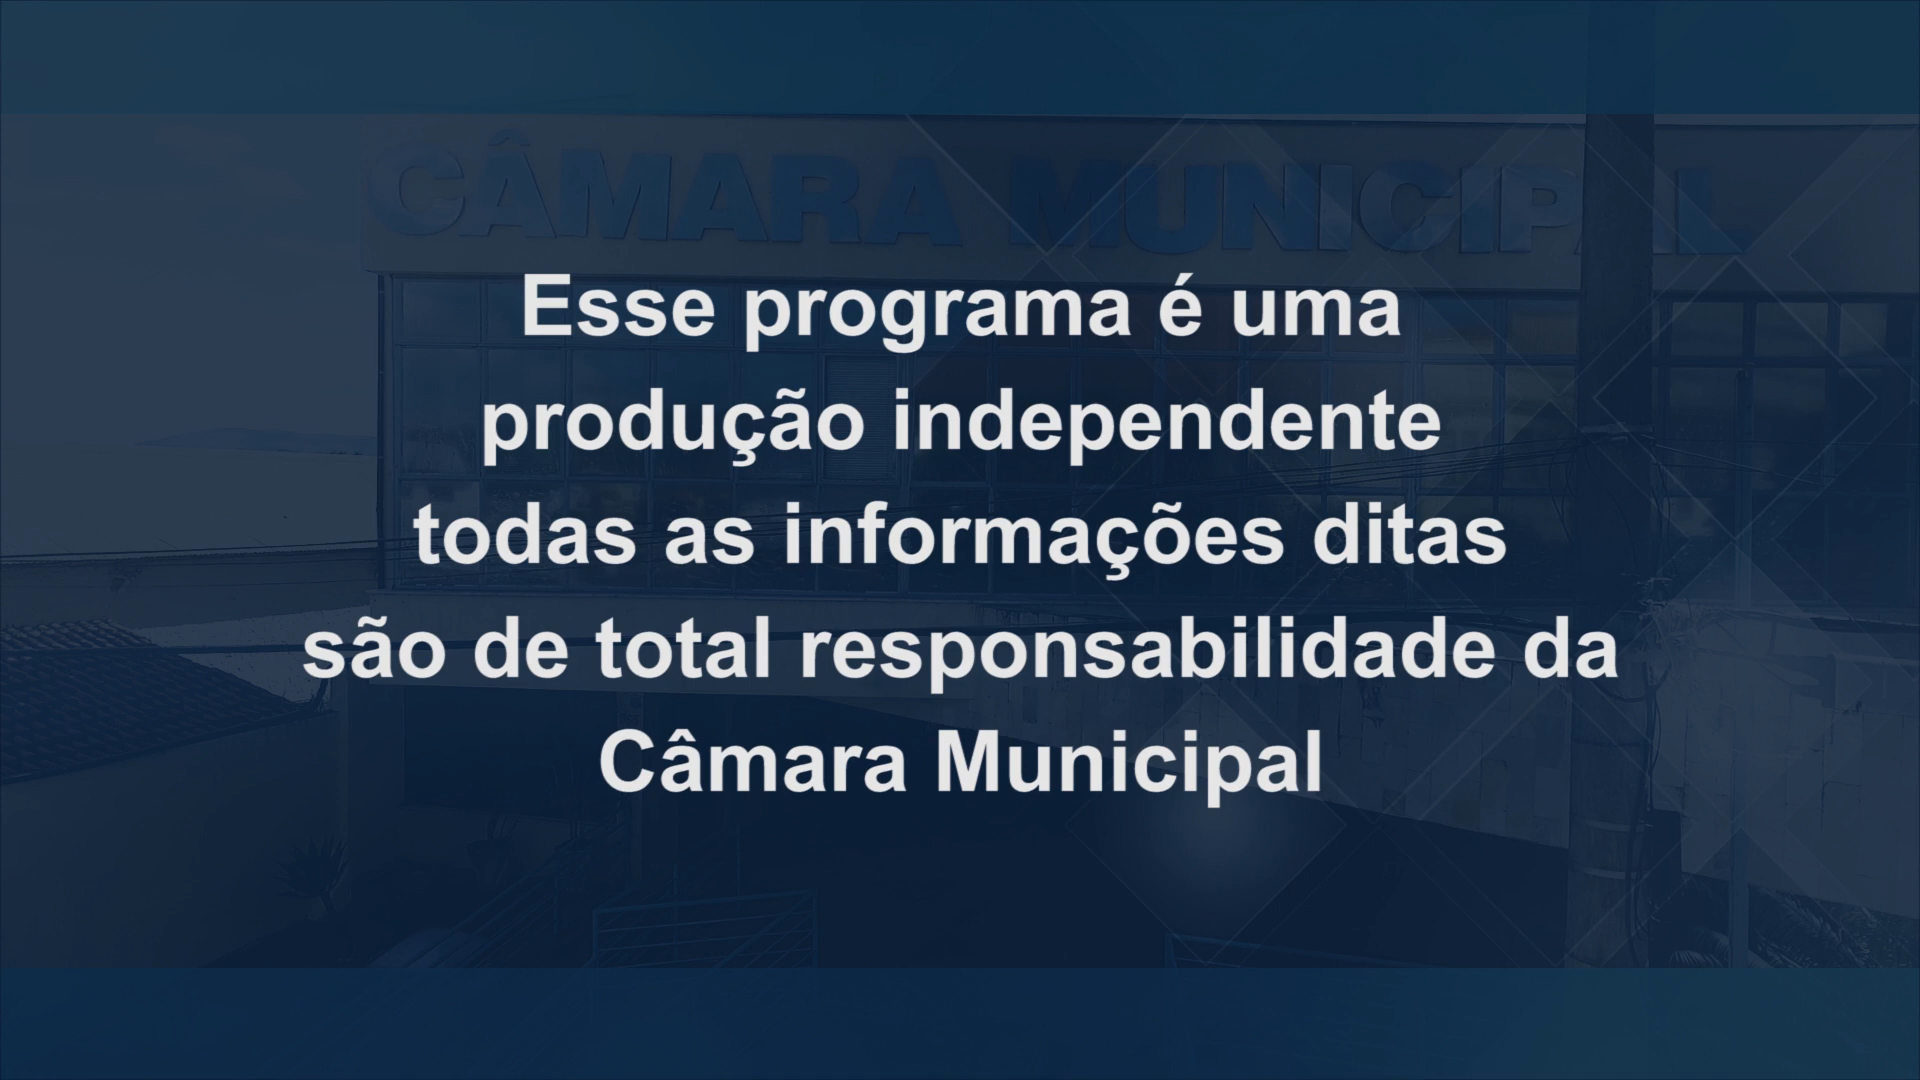 CÂMARA MUNICIPAL
Esse programa é uma
produção independente
todas as informações ditas
são de total responsabilidade da
Câmara Municipal